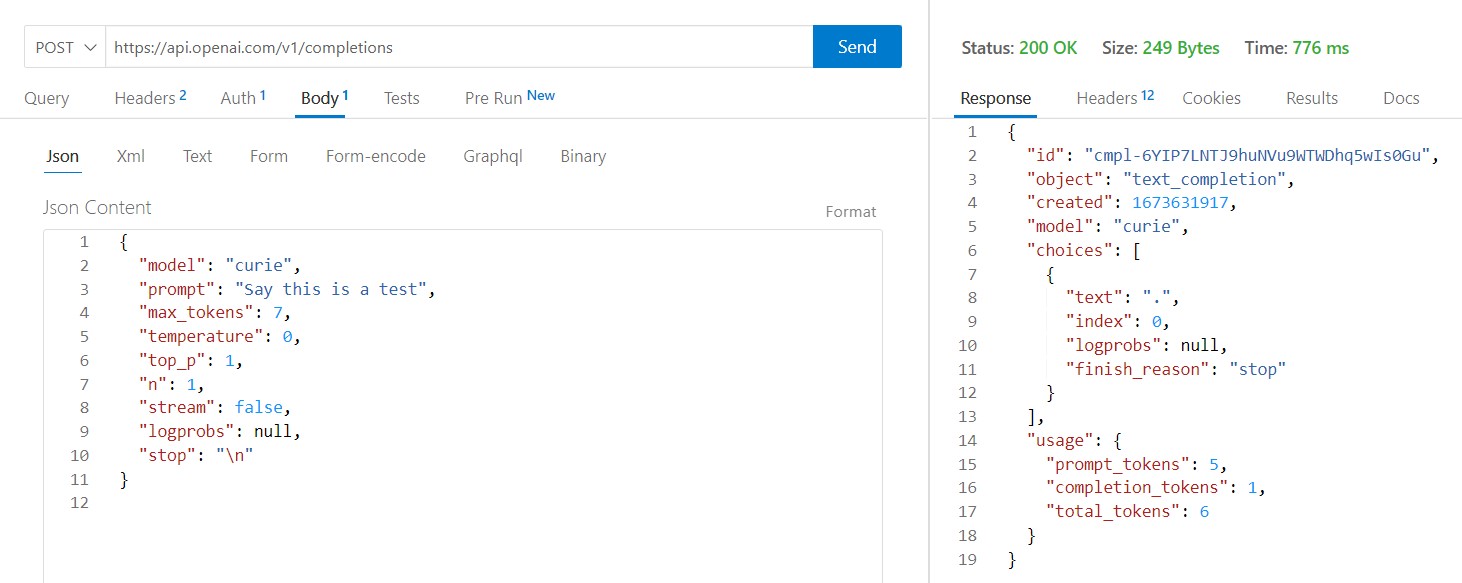 POST https://api.openai.com/v1/completions Send
Query Headers 2 Auth 1 Body 1 Tests Pre Run New
Json Xml Text Form Form-encode Graphql Binary
Json Content Format
1 {
2 "model": "curie",
3 "prompt": "Say this is a test",
4 "max_tokens": 7,
5 "temperature": 0,
6 "top_p": 1,
7 "n": 1,
8 "stream": false,
9 "logprobs": null,
10 "stop": "\n"
11 }
12
Status: 200 OK Size: 249 Bytes Time: 776 ms
Response Headers 12 Cookies Results Docs
1 {
2 "id": "cmpl-6YIP7LNTJ9huNVu9WTWDhq5wIs0Gu",
3 "object": "text_completion",
4 "created": 1673631917,
5 "model": "curie",
6 "choices": [
7 {
8 "text": ".",
9 "index": 0,
10 "logprobs": null,
11 "finish_reason": "stop"
12 }
13 ],
14 "usage": {
15 "prompt_tokens": 5,
16 "completion_tokens": 1,
17 "total_tokens": 6
18 }
19 }